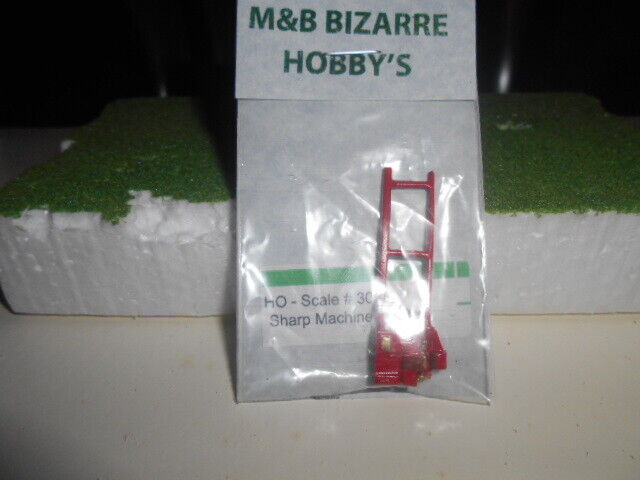 M&B BIZARRE
HOBBY'S
HO - Scale # 30
Sharp Machine